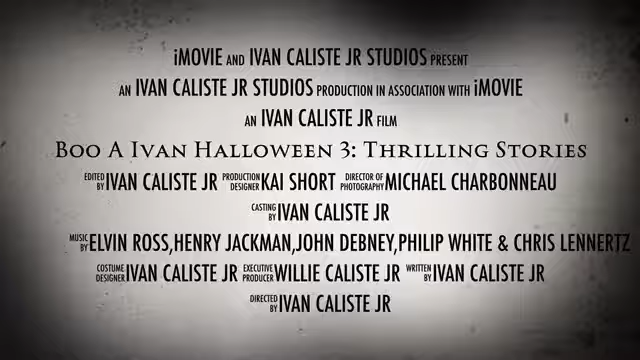 iMOVIE AND IVAN CALISTE JR STUDIOS PRESENT
AN IVAN CALISTE JR STUDIOS PRODUCTION IN ASSOCIATION WITH iMOVIE
AN IVAN CALISTE JR FILM
BOO A IVAN HALLOWEEN 3: THRILLING STORIES
EDITED BY IVAN CALISTE JR PRODUCTION DESIGNER KAI SHORT DIRECTOR OF PHOTOGRAPHY MICHAEL CHARBONNEAU
CASTING BY IVAN CALISTE JR
MUSIC BY ELVIN ROSS,HENRY JACKMAN,JOHN DEBNEY,PHILIP WHITE & CHRIS LENNERTZ
COSTUME DESIGNER IVAN CALISTE JR EXECUTIVE PRODUCER WILLIE CALISTE JR WRITTEN BY IVAN CALISTE JR
DIRECTED BY IVAN CALISTE JR